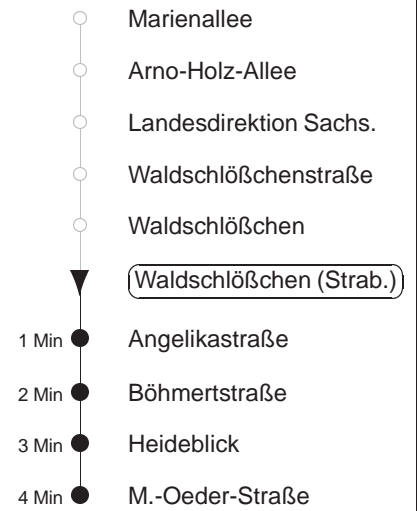 Marienallee
Arno-Holz-Allee
Landesdirektion Sachs.
Waldschlößchenstraße
Waldschlößchen
Waldschlößchen (Strab.)
1 Min Angelikastraße
2 Min Böhmertstraße
3 Min Heideblick
4 Min M.-Oeder-Straße